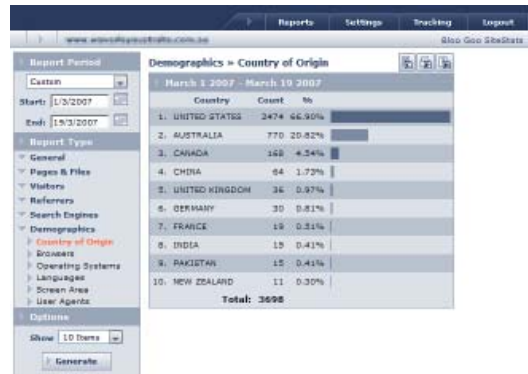 Reports Settings Tracking Logout
Bloo Goo SiteStats
Report Period
Custom
Start: 1/3/2007
End: 19/3/2007
Report Type
General
Pages & Files
Visitors
Referrers
Search Engines
Demographics
Country of Origin
Browsers
Operating Systems
Languages
Screen Area
User Agents
Options
Show 10 Items
Generate
Demographics » Country of Origin
March 1 2007 - March 19 2007
Country Count %
1. UNITED STATES 2474 66.90%
2. AUSTRALIA 770 20.82%
3. CANADA 168 4.54%
4. CHINA 64 1.73%
5. UNITED KINGDOM 36 0.97%
6. GERMANY 30 0.81%
7. FRANCE 19 0.51%
8. INDIA 15 0.41%
9. PAKISTAN 15 0.41%
10. NEW ZEALAND 11 0.30%
Total: 3698